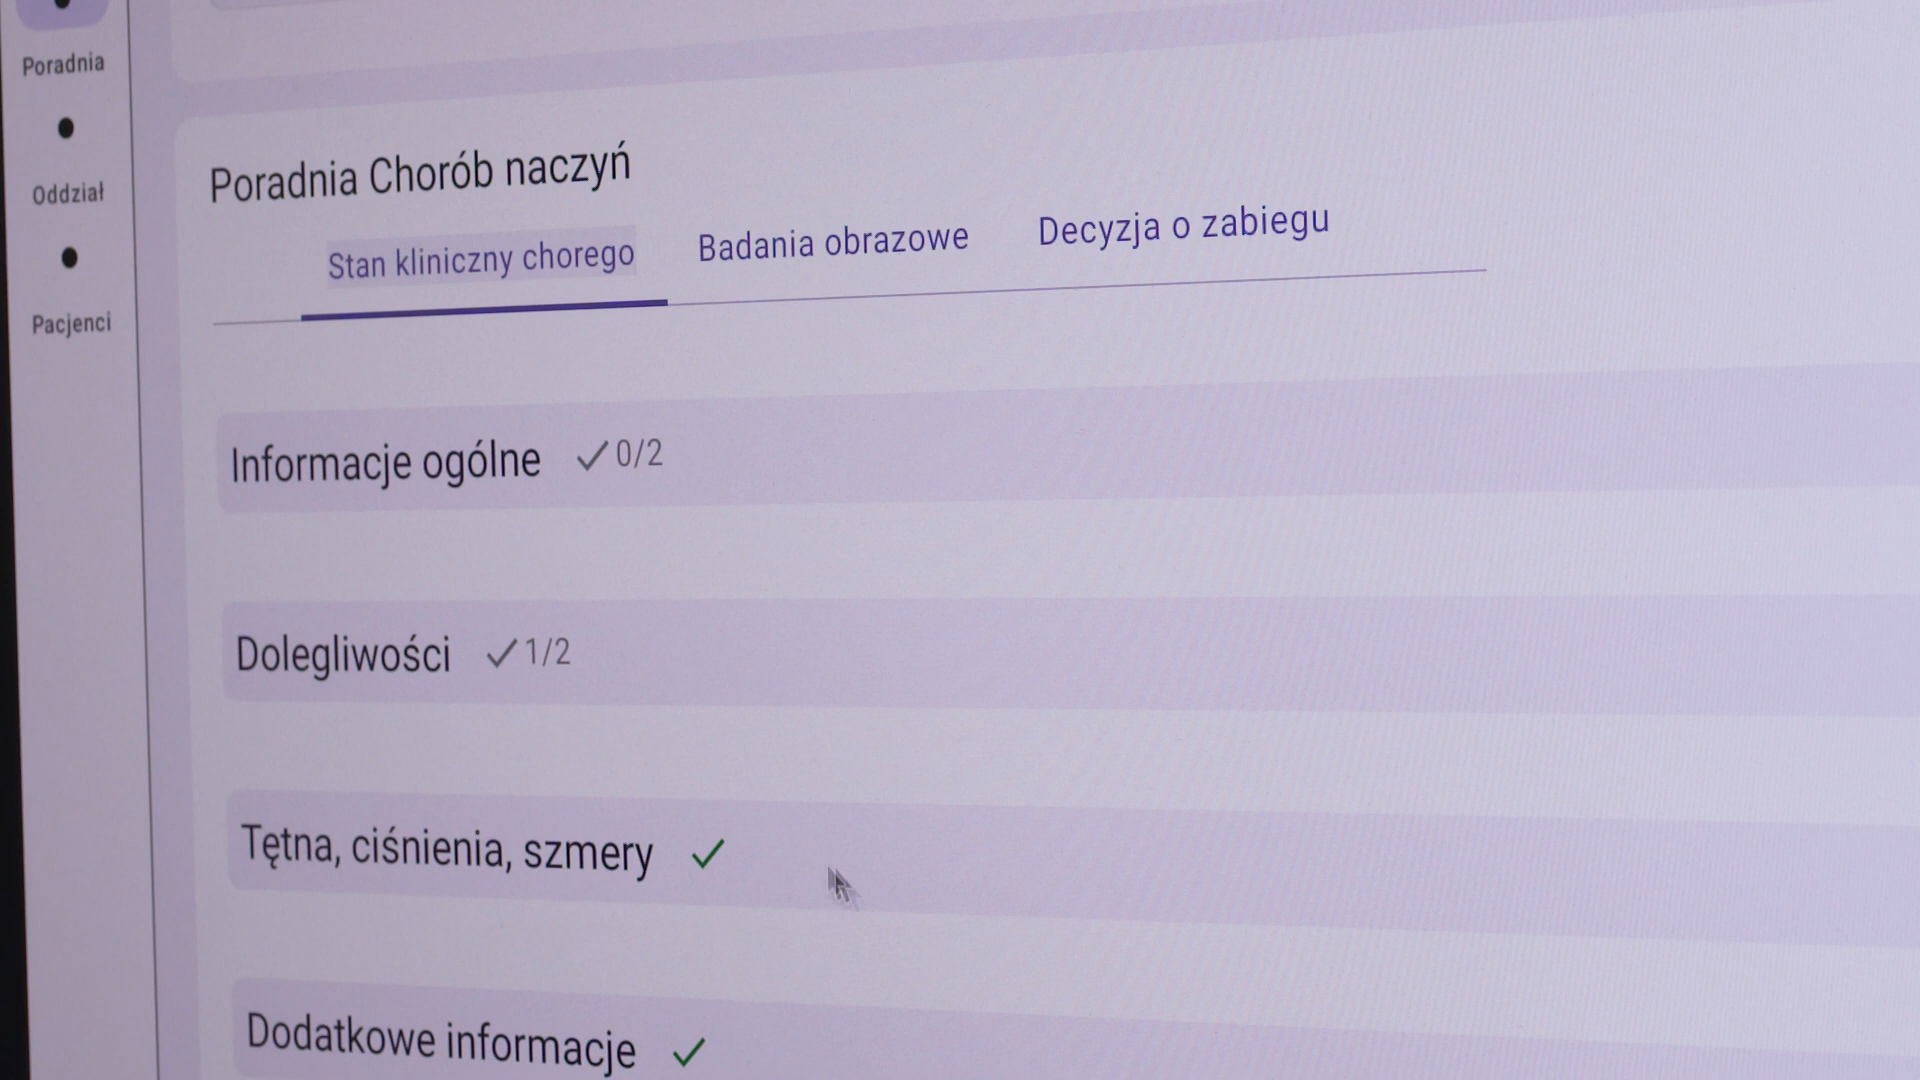 Poradnia
Oddział
Pacjenci
Poradnia Chorób naczyń
Stan kliniczny chorego
Badania obrazowe
Decyzja o zabiegu
Informacje ogólne ✓ 0/2
Dolegliwości ✓ 1/2
Tętna, ciśnienia, szmery ✓
Dodatkowe informacje ✓